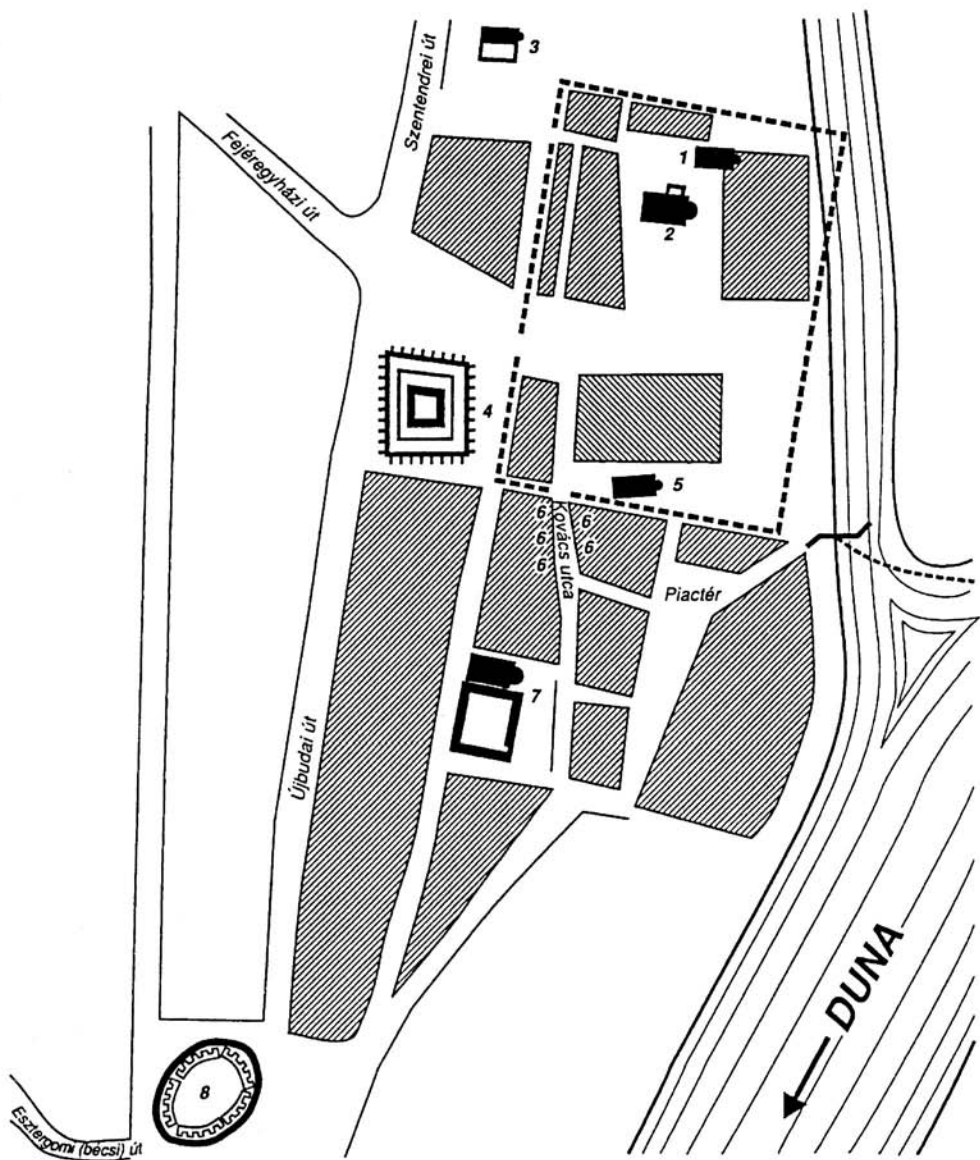 3
Szentendrei út
Fejéregyházi út
1
2
4
5
6 6
6 6
6
Kovács utca
Piactér
7
Újbudai út
DUNA
8
Esztergomi (bécsi) út